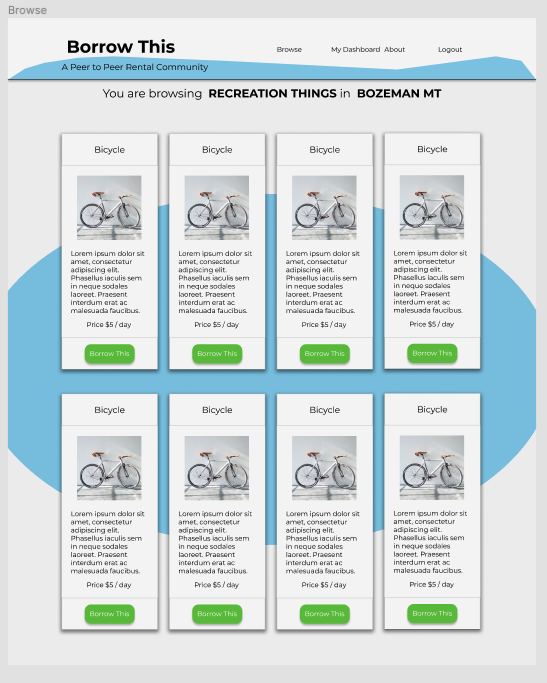 Browse
Borrow This
Browse My Dashboard About Logout
A Peer to Peer Rental Community
You are browsing RECREATION THINGS in BOZEMAN MT
Bicycle
Lorem ipsum dolor sit
amet, consectetur
adipiscing elit.
Phasellus iaculis sem
in neque sodales
laoreet. Praesent
interdum erat ac
malesuada faucibus.
Price $5 / day
Borrow This
Bicycle
Lorem ipsum dolor sit
amet, consectetur
adipiscing elit.
Phasellus iaculis sem
in neque sodales
laoreet. Praesent
interdum erat ac
malesuada faucibus.
Price $5 / day
Borrow This
Bicycle
Lorem ipsum dolor sit
amet, consectetur
adipiscing elit.
Phasellus iaculis sem
in neque sodales
laoreet. Praesent
interdum erat ac
malesuada faucibus.
Price $5 / day
Borrow This
Bicycle
Lorem ipsum dolor sit
amet, consectetur
adipiscing elit.
Phasellus iaculis sem
in neque sodales
laoreet. Praesent
interdum erat ac
malesuada faucibus.
Price $5 / day
Borrow This
Bicycle
Lorem ipsum dolor sit
amet, consectetur
adipiscing elit.
Phasellus iaculis sem
in neque sodales
laoreet. Praesent
interdum erat ac
malesuada faucibus.
Price $5 / day
Borrow This
Bicycle
Lorem ipsum dolor sit
amet, consectetur
adipiscing elit.
Phasellus iaculis sem
in neque sodales
laoreet. Praesent
interdum erat ac
malesuada faucibus.
Price $5 / day
Borrow This
Bicycle
Lorem ipsum dolor sit
amet, consectetur
adipiscing elit.
Phasellus iaculis sem
in neque sodales
laoreet. Praesent
interdum erat ac
malesuada faucibus.
Price $5 / day
Borrow This
Bicycle
Lorem ipsum dolor sit
amet, consectetur
adipiscing elit.
Phasellus iaculis sem
in neque sodales
laoreet. Praesent
interdum erat ac
malesuada faucibus.
Price $5 / day
Borrow This